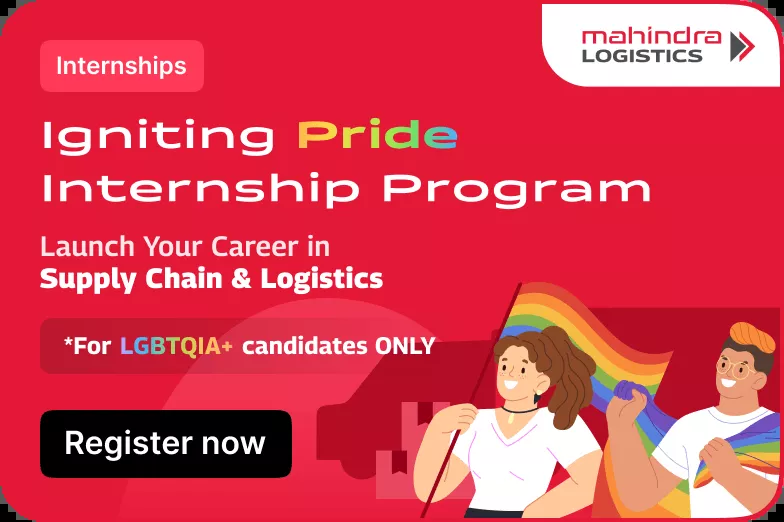 mahindra
LOGISTICS
Internships
Igniting Pride
Internship Program
Launch Your Career in
Supply Chain & Logistics
*For LGBTQIA+ candidates ONLY
Register now